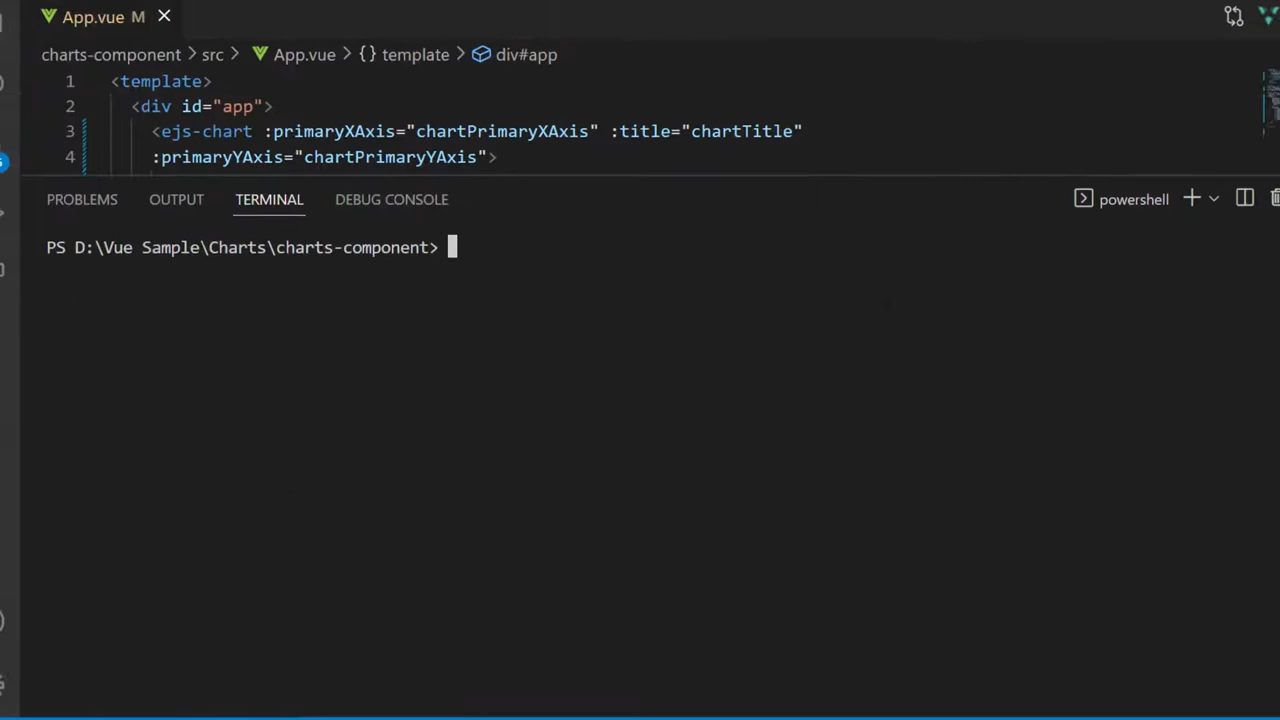 App.vue M
charts-component > src > App.vue > {} template > div#app
1 <template>
2 <div id="app">
3 <ejs-chart :primaryXAxis="chartPrimaryXAxis" :title="chartTitle"
4 :primaryYAxis="chartPrimaryYAxis">
PROBLEMS OUTPUT TERMINAL DEBUG CONSOLE powershell
PS D:\Vue Sample\Charts\charts-component>